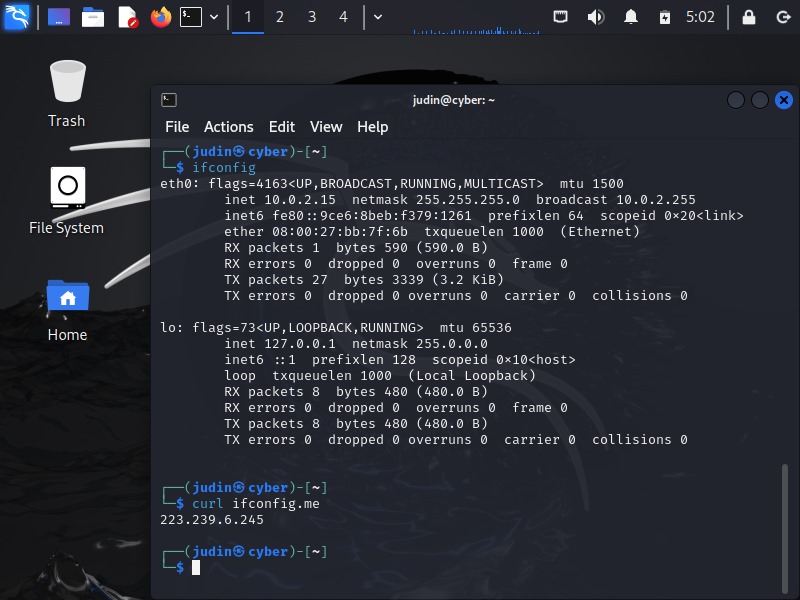 1 2 3 4 5:02
Trash
File System
Home
judin@cyber: ~
File Actions Edit View Help
┌──(judin㉿cyber)-[~]
└─$ ifconfig
eth0: flags=4163<UP,BROADCAST,RUNNING,MULTICAST>  mtu 1500
        inet 10.0.2.15  netmask 255.255.255.0  broadcast 10.0.2.255
        inet6 fe80::9ce6:8beb:f379:1261  prefixlen 64  scopeid 0×20<link>
        ether 08:00:27:bb:7f:6b  txqueuelen 1000  (Ethernet)
        RX packets 1  bytes 590 (590.0 B)
        RX errors 0  dropped 0  overruns 0  frame 0
        TX packets 27  bytes 3339 (3.2 KiB)
        TX errors 0  dropped 0 overruns 0  carrier 0  collisions 0
lo: flags=73<UP,LOOPBACK,RUNNING>  mtu 65536
        inet 127.0.0.1  netmask 255.0.0.0
        inet6 ::1  prefixlen 128  scopeid 0×10<host>
        loop  txqueuelen 1000  (Local Loopback)
        RX packets 8  bytes 480 (480.0 B)
        RX errors 0  dropped 0  overruns 0  frame 0
        TX packets 8  bytes 480 (480.0 B)
        TX errors 0  dropped 0 overruns 0  carrier 0  collisions 0
┌──(judin㉿cyber)-[~]
└─$ curl ifconfig.me
223.239.6.245
┌──(judin㉿cyber)-[~]
└─$